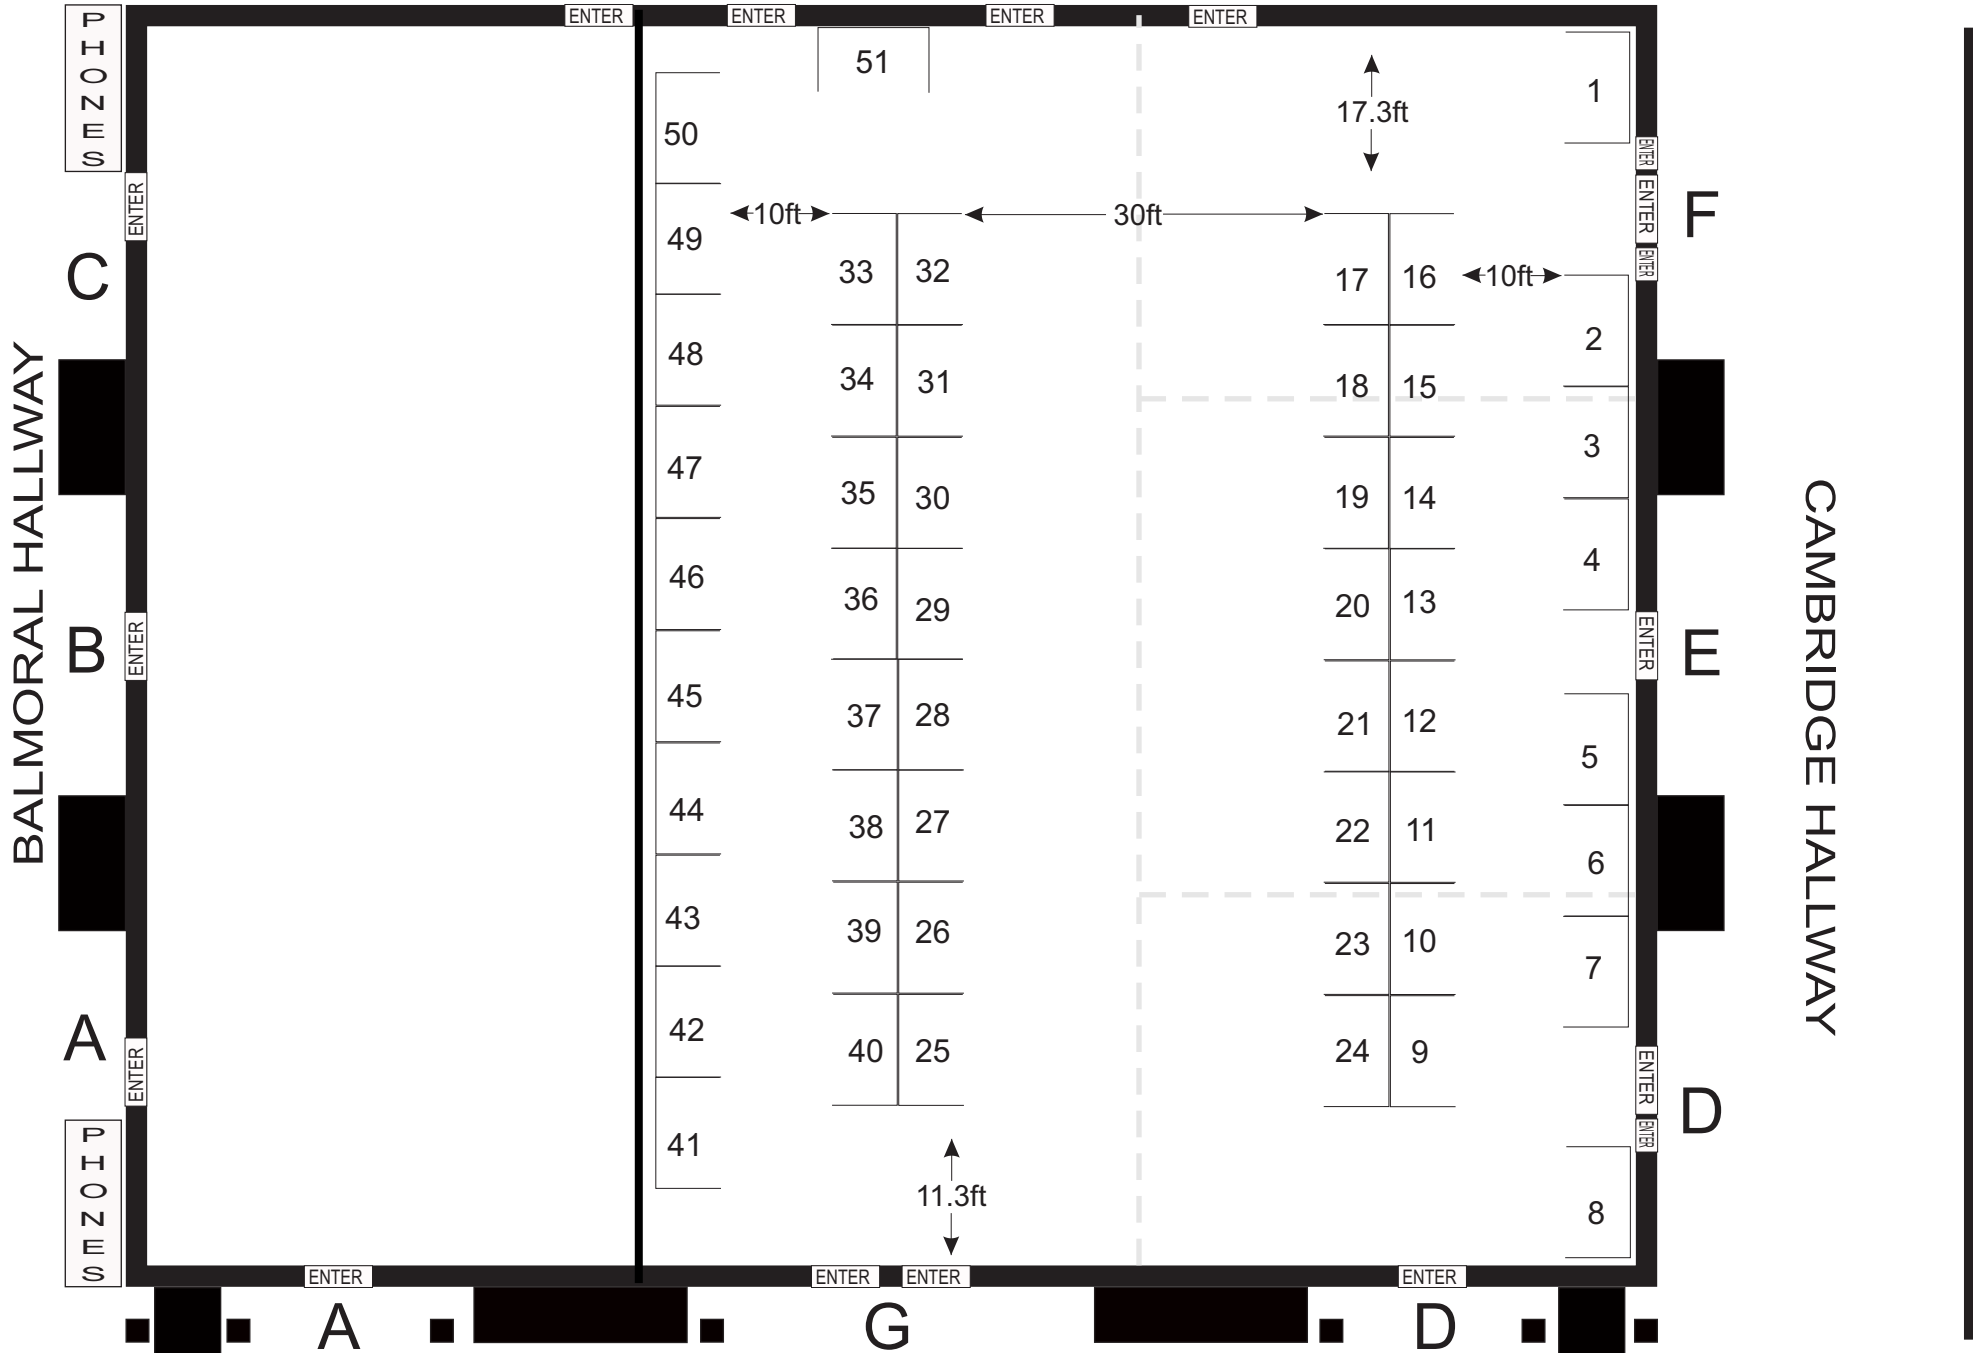 ENTER ENTER ENTER ENTER
PHONES
51
1
17.3ft
50
ENTER
ENTER
ENTER
ENTER
F
49
10ft
30ft
C
33 32
17 16
10ft
2
48
34 31
18 15
3
47
35 30
19 14
4
46
36 29
20 13
BALMORAL HALLWAY
CAMBRIDGE HALLWAY
B
ENTER
ENTER
E
45
37 28
21 12
5
44
38 27
22 11
6
43
39 26
23 10
7
42
40 25
24 9
A
ENTER
ENTER
ENTER
D
PHONES
41
11.3ft
8
ENTER ENTER ENTER ENTER
A G D